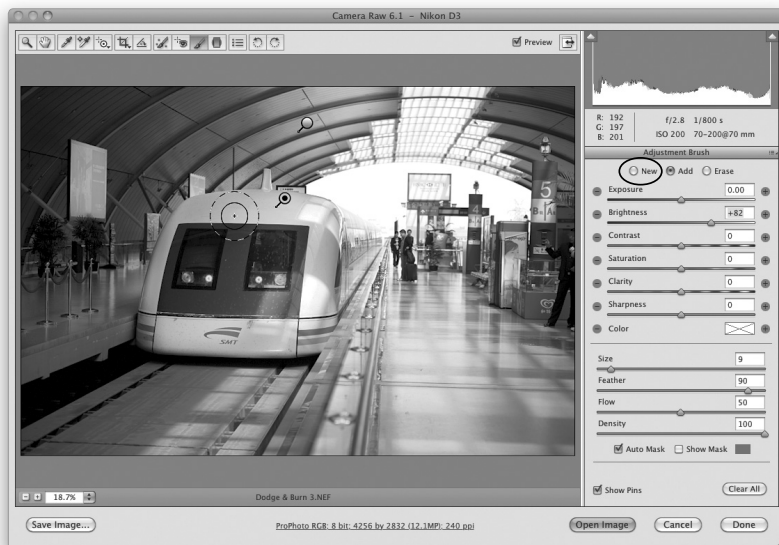 Camera Raw 6.1 – Nikon D3
Preview
R: 192
G: 197
B: 201
f/2.8 1/800 s
ISO 200 70–200@70 mm
Adjustment Brush
New Add Erase
Exposure 0.00
Brightness +82
Contrast 0
Saturation 0
Clarity 0
Sharpness 0
Color
Size 9
Feather 90
Flow 50
Density 100
Auto Mask Show Mask
Show Pins Clear All
5
SMT
18.7% Dodge & Burn 3.NEF
Save Image... ProPhoto RGB; 8 bit; 4256 by 2832 (12.1MP); 240 ppi Open Image Cancel Done